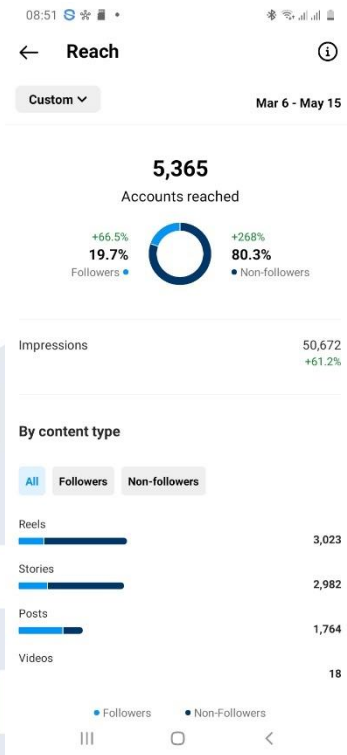 08:51
Reach
Custom
Mar 6 - May 15
5,365
Accounts reached
+66.5%
19.7%
Followers
+268%
80.3%
Non-followers
Impressions
50,672
+61.2%
By content type
All Followers Non-followers
Reels
3,023
Stories
2,982
Posts
1,764
Videos
18
Followers Non-Followers